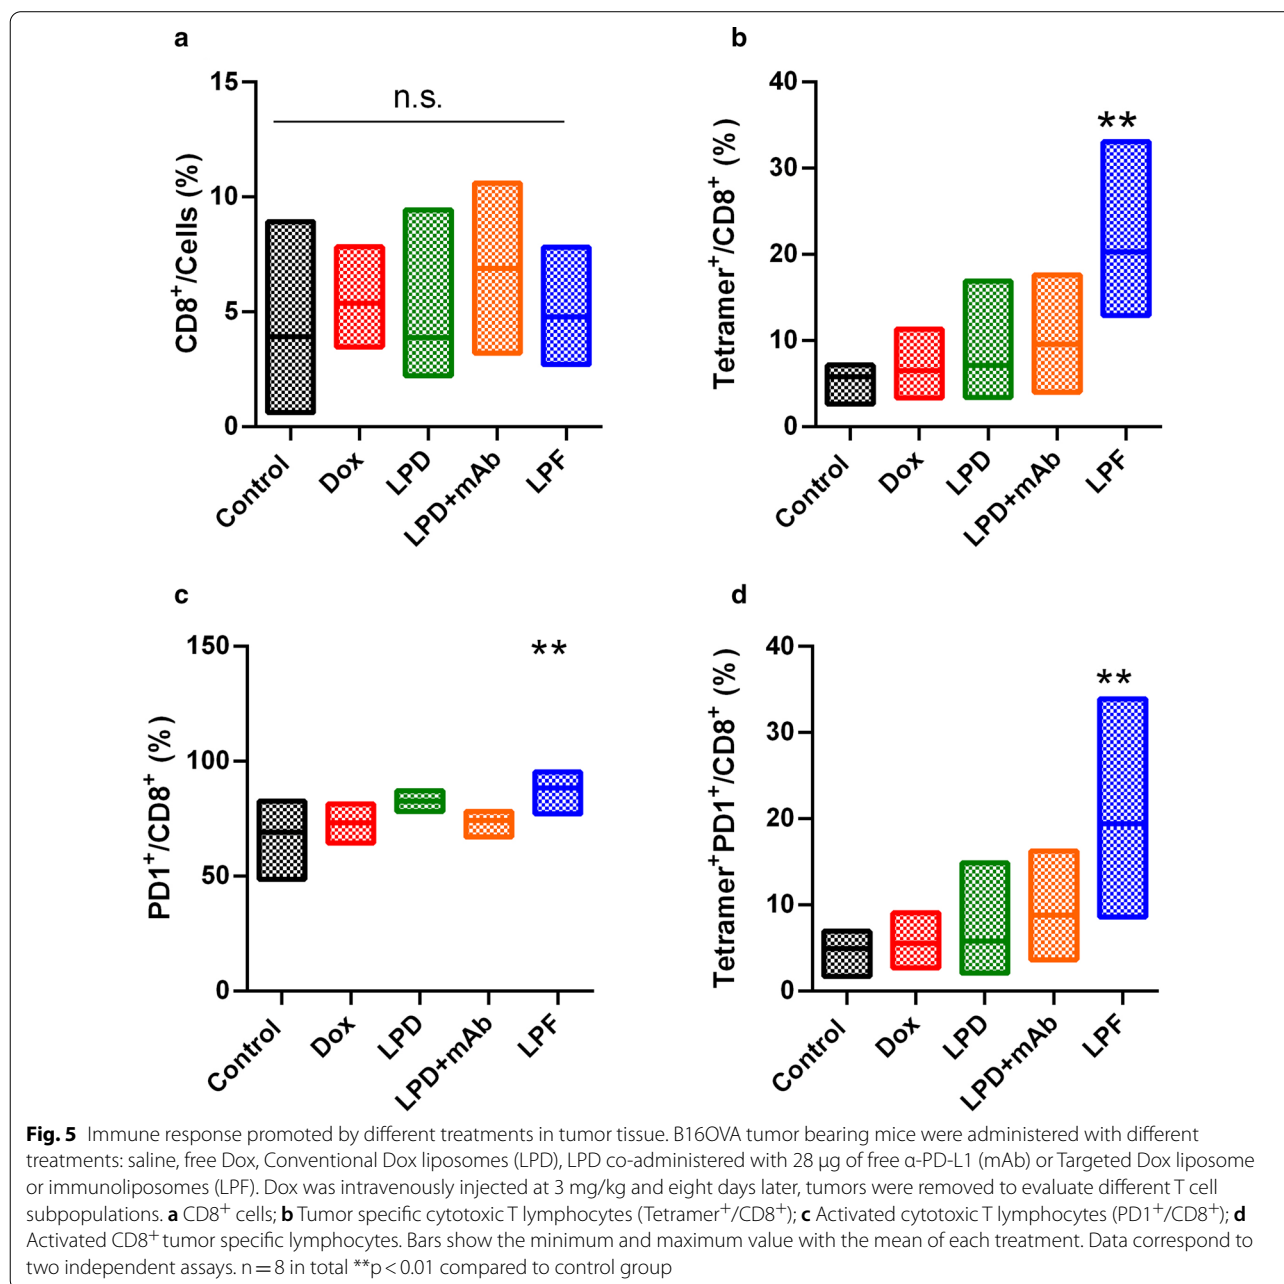 a
15
10
5
0
CD8⁺/Cells (%)
n.s.
Control
Dox
LPD
LPD+mAb
LPF
b
40
30
20
10
0
Tetramer⁺/CD8⁺ (%)
**
Control
Dox
LPD
LPD+mAb
LPF
c
150
100
50
0
PD1⁺/CD8⁺ (%)
**
Control
Dox
LPD
LPD+mAb
LPF
d
40
30
20
10
0
Tetramer⁺PD1⁺/CD8⁺ (%)
**
Control
Dox
LPD
LPD+mAb
LPF
Fig. 5 Immune response promoted by different treatments in tumor tissue. B16OVA tumor bearing mice were administered with different
treatments: saline, free Dox, Conventional Dox liposomes (LPD), LPD co-administered with 28 µg of free α-PD-L1 (mAb) or Targeted Dox liposome
or immunoliposomes (LPF). Dox was intravenously injected at 3 mg/kg and eight days later, tumors were removed to evaluate different T cell
subpopulations. a CD8⁺ cells; b Tumor specific cytotoxic T lymphocytes (Tetramer⁺/CD8⁺); c Activated cytotoxic T lymphocytes (PD1⁺/CD8⁺); d
Activated CD8⁺ tumor specific lymphocytes. Bars show the minimum and maximum value with the mean of each treatment. Data correspond to
two independent assays. n = 8 in total **p < 0.01 compared to control group